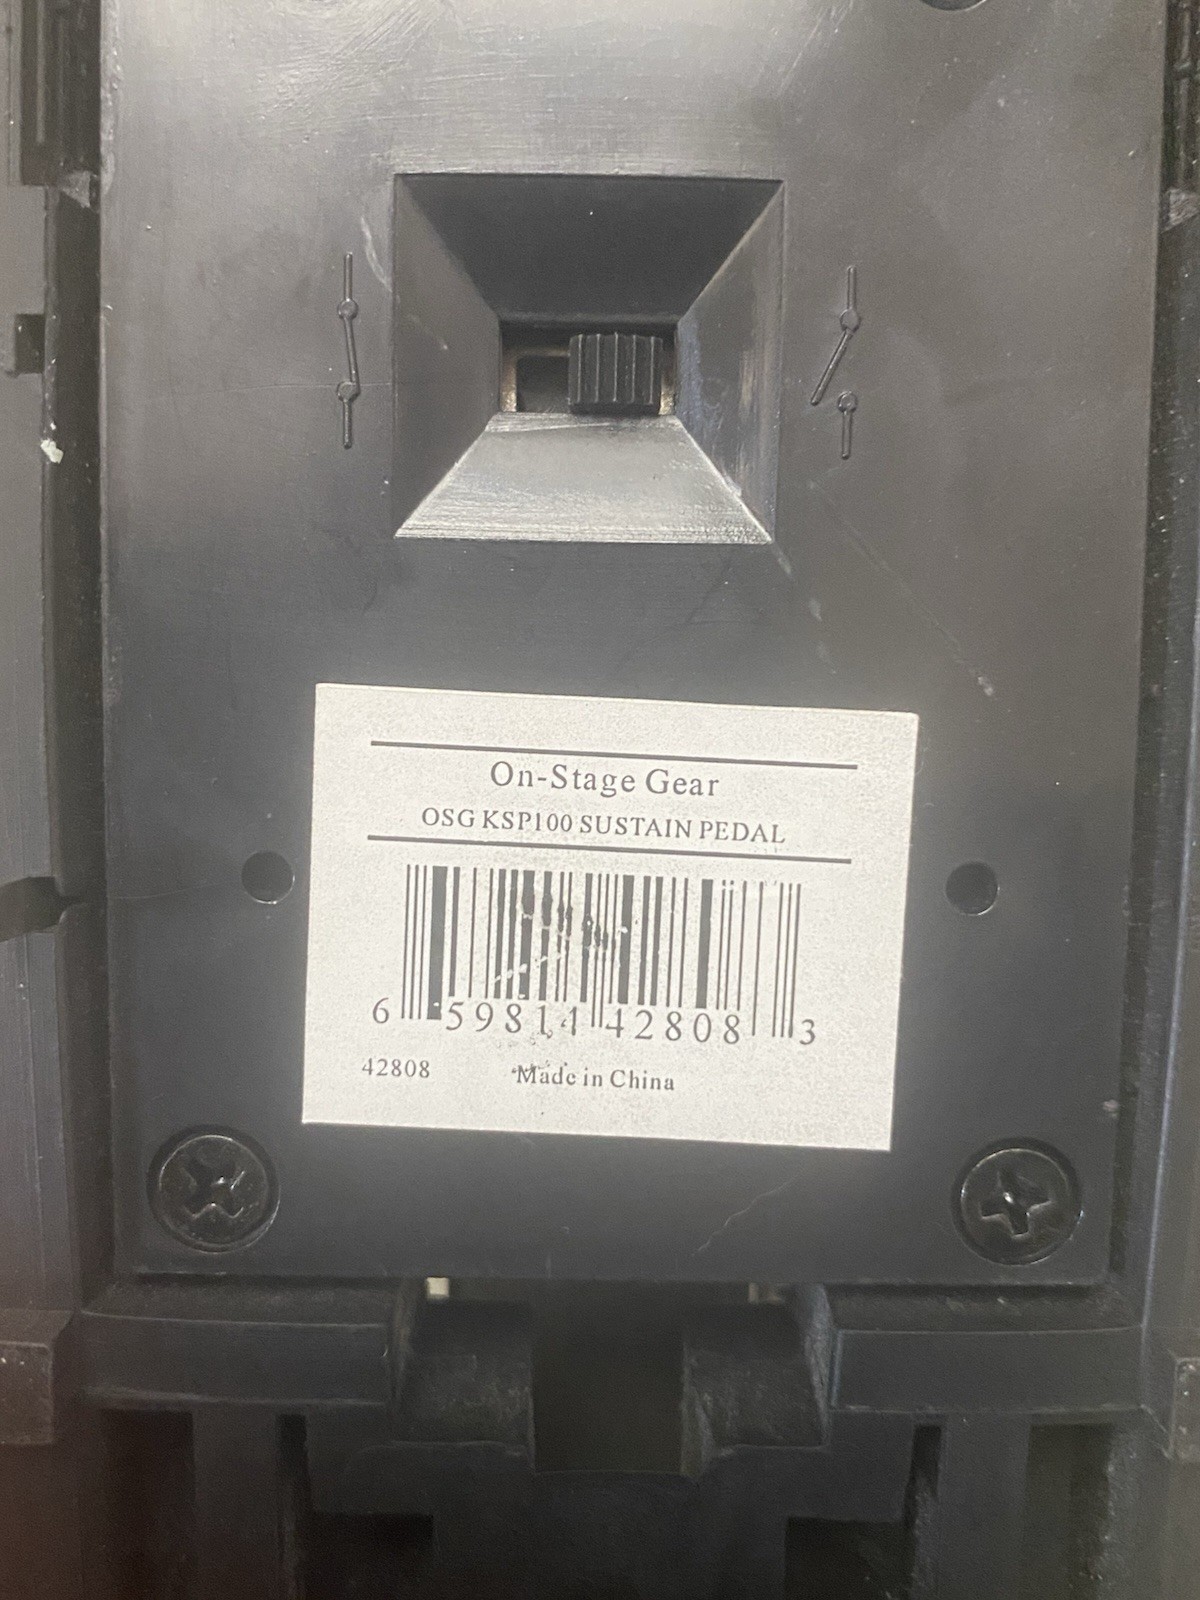 On-Stage Gear
OSG KSP100 SUSTAIN PEDAL
6 59814 42808 3
42808 Made in China